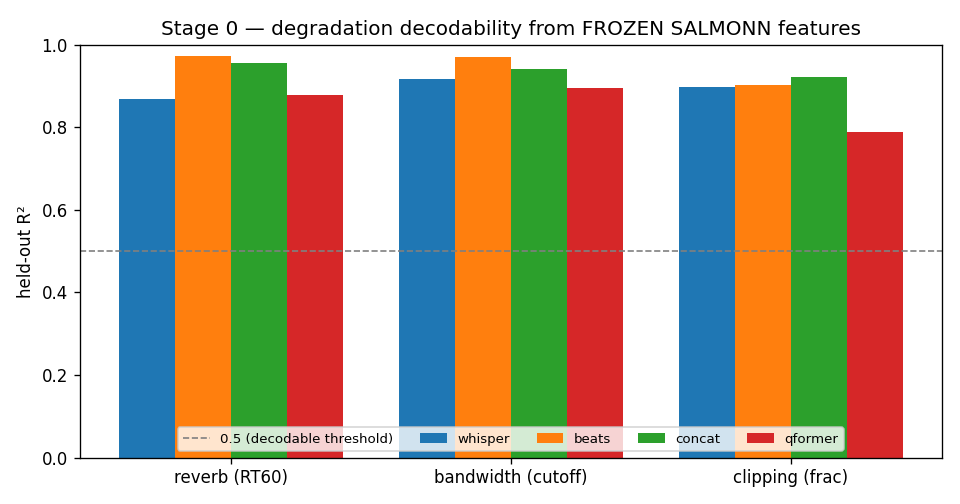 Stage 0 — degradation decodability from FROZEN SALMONN features
held-out R²
1.0
0.8
0.6
0.4
0.2
0.0
0.5 (decodable threshold) whisper beats concat qformer
reverb (RT60) bandwidth (cutoff) clipping (frac)